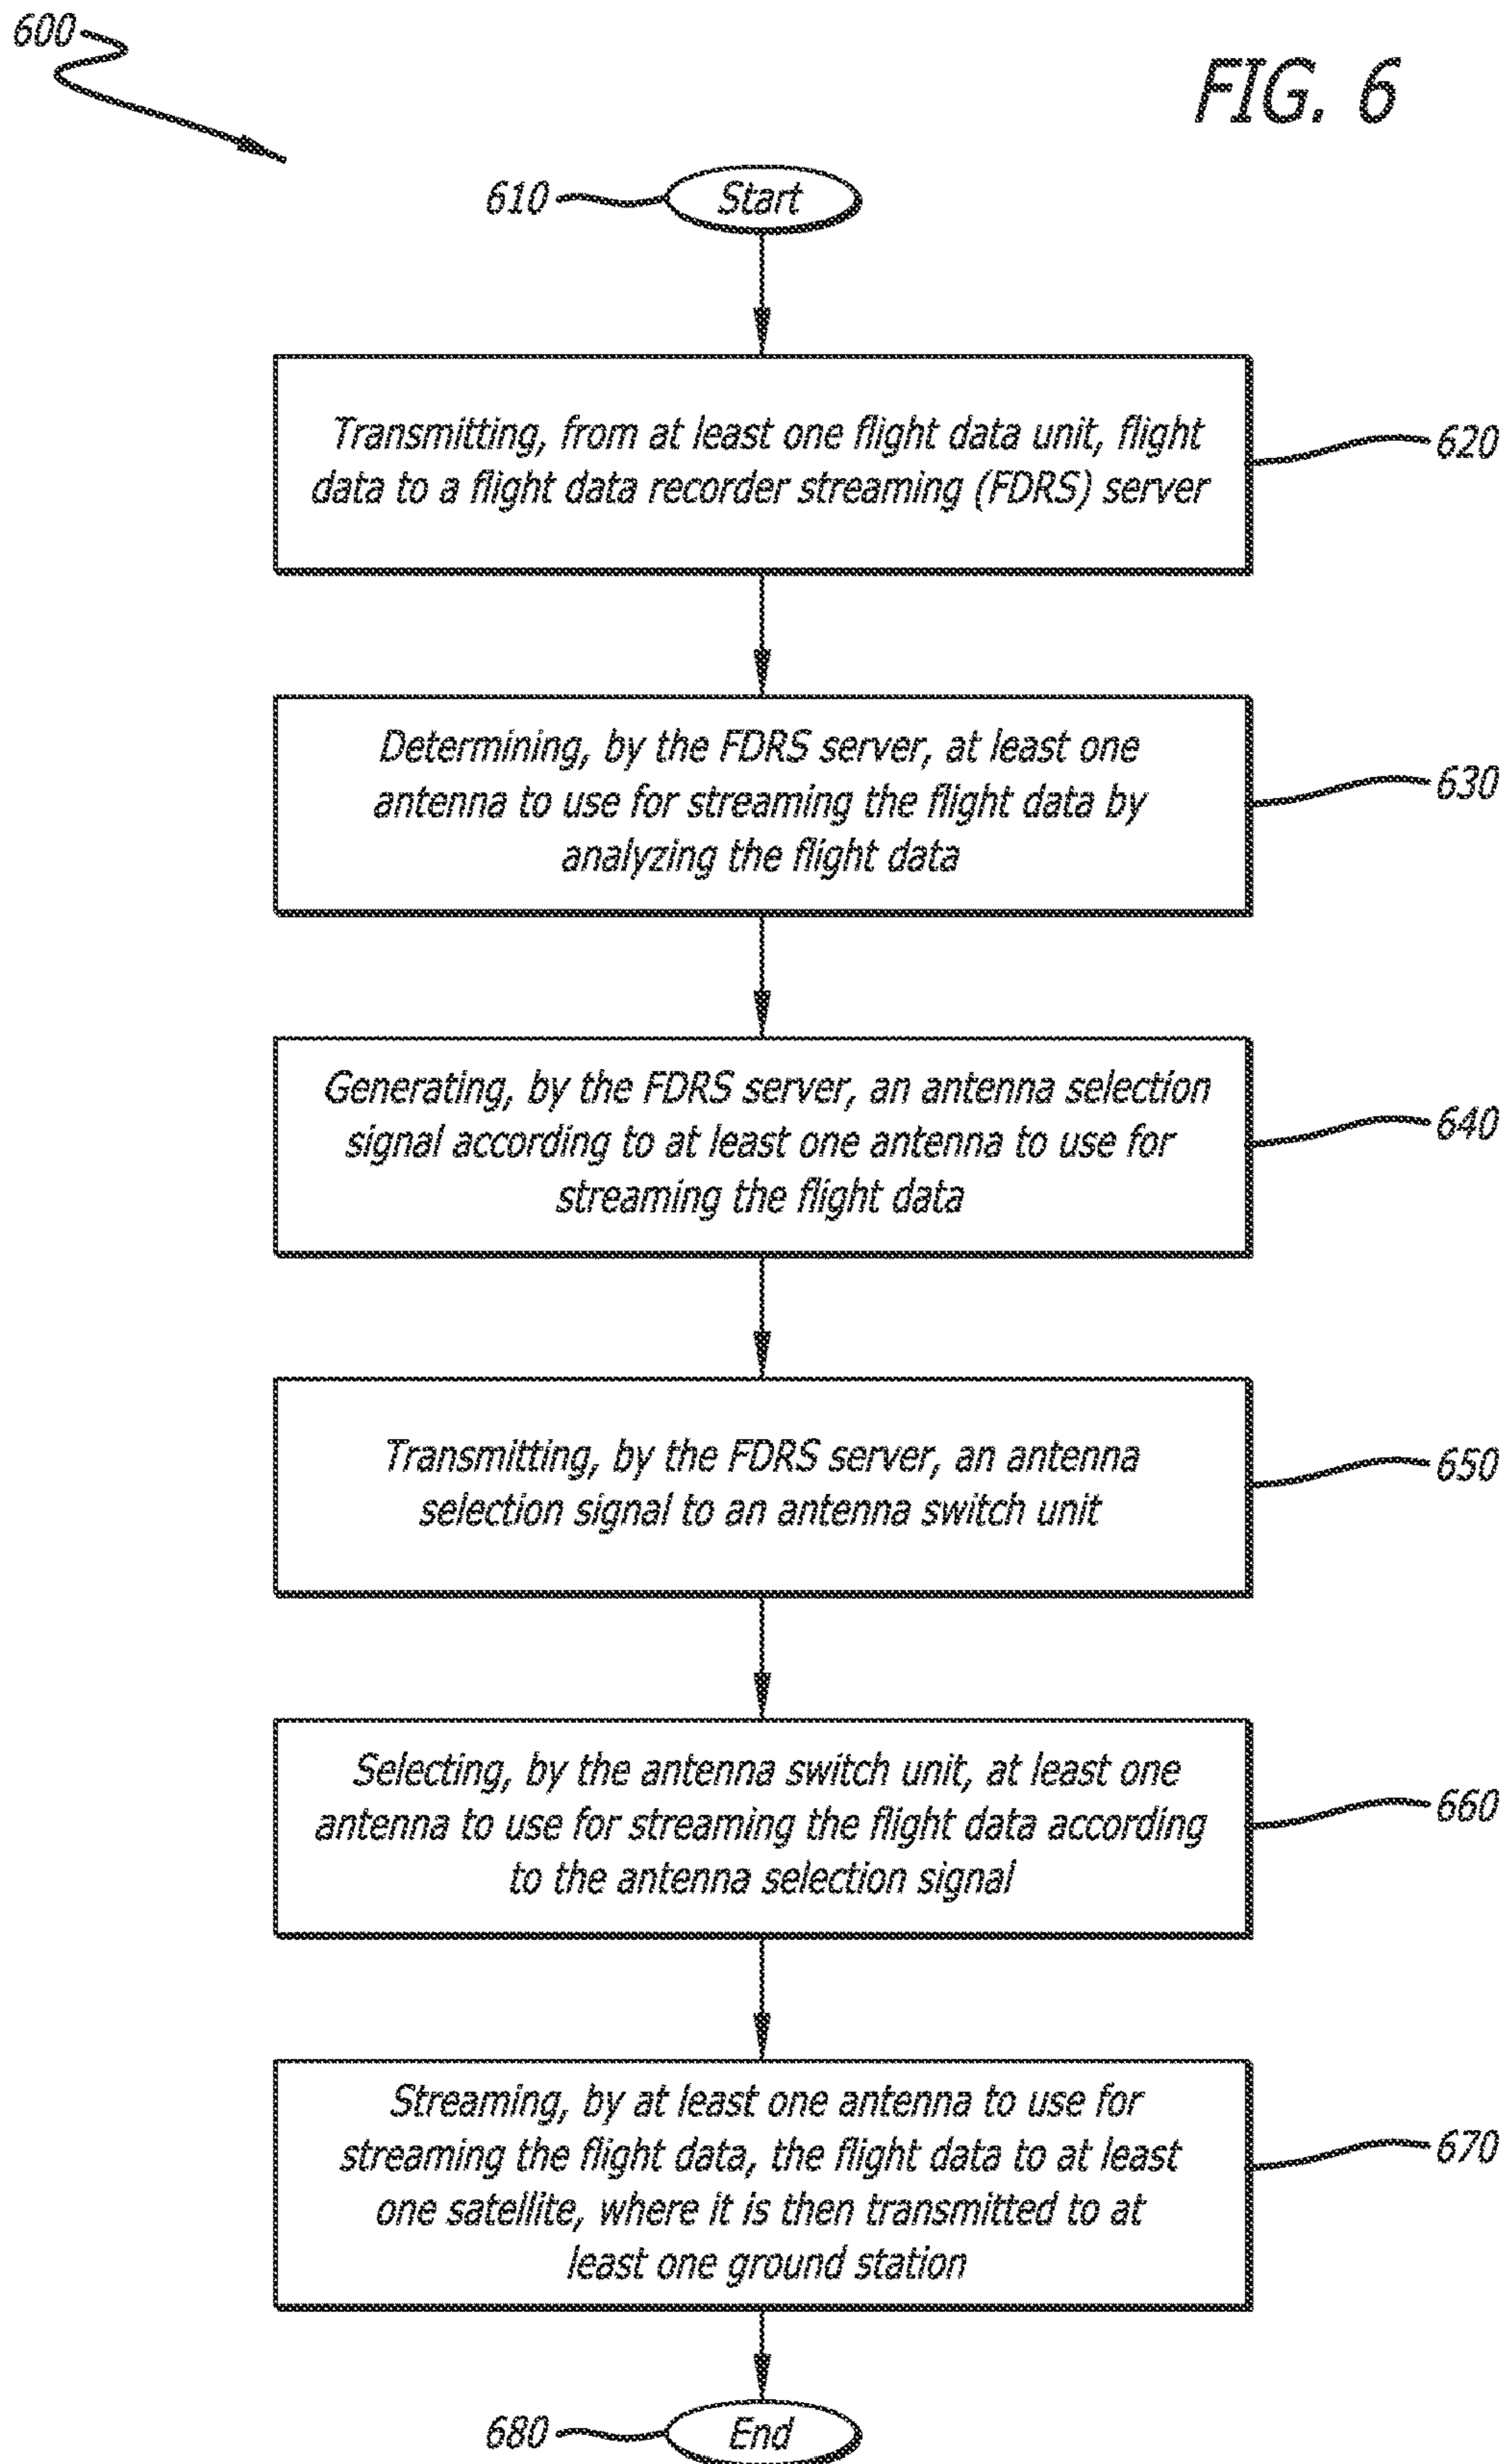 600
FIG. 6
610
Start
Transmitting, from at least one flight data unit, flight
data to a flight data recorder streaming (FDRS) server
620
Determining, by the FDRS server, at least one
antenna to use for streaming the flight data by
analyzing the flight data
630
Generating, by the FDRS server, an antenna selection
signal according to at least one antenna to use for
streaming the flight data
640
Transmitting, by the FDRS server, an antenna
selection signal to an antenna switch unit
650
Selecting, by the antenna switch unit, at least one
antenna to use for streaming the flight data according
to the antenna selection signal
660
Streaming, by at least one antenna to use for
streaming the flight data, the flight data to at least
one satellite, where it is then transmitted to at
least one ground station
670
680
End